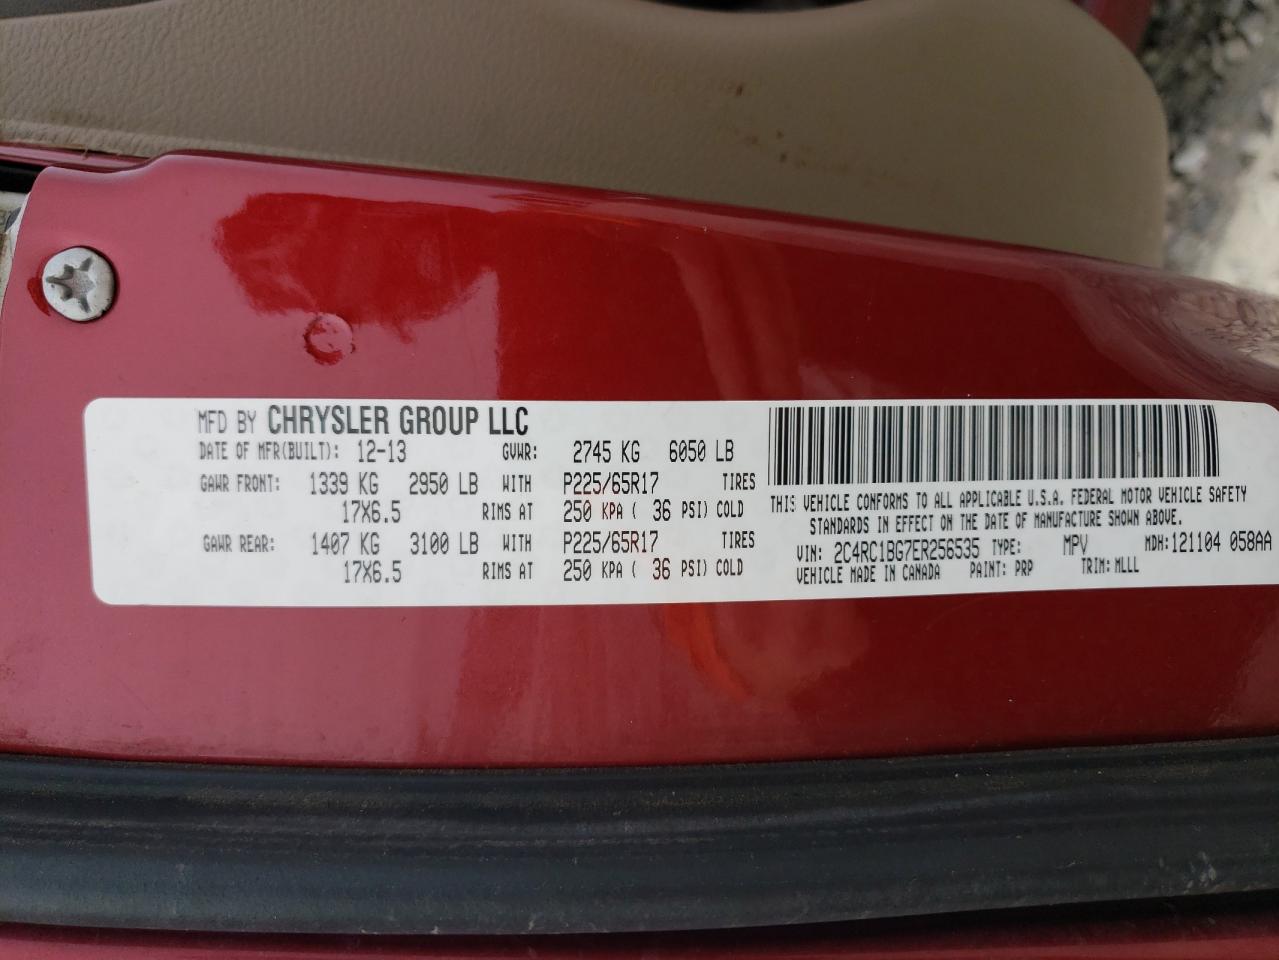 MFD BY CHRYSLER GROUP LLC
DATE OF MFR(BUILT): 12-13 GVWR: 2745 KG 6050 LB
GAWR FRONT: 1339 KG 2950 LB WITH P225/65R17 TIRES
17X6.5 RIMS AT 250 KPA ( 36 PSI) COLD
GAWR REAR: 1407 KG 3100 LB WITH P225/65R17 TIRES
17X6.5 RIMS AT 250 KPA ( 36 PSI) COLD
THIS VEHICLE CONFORMS TO ALL APPLICABLE U.S.A. FEDERAL MOTOR VEHICLE SAFETY
STANDARDS IN EFFECT ON THE DATE OF MANUFACTURE SHOWN ABOVE.
VIN: 2C4RC1BG7ER256535 TYPE: MPV MDH:121104 058AA
VEHICLE MADE IN CANADA PAINT: PRP TRIM: MLLL